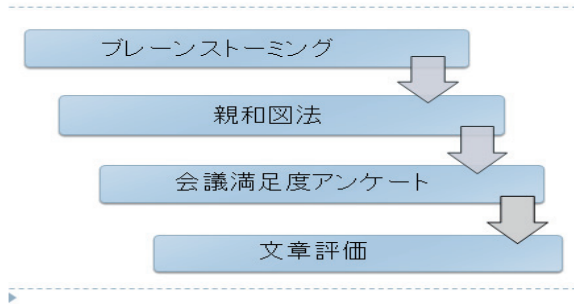 ブレーンストーミング
親和図法
会議満足度アンケート
文章評価